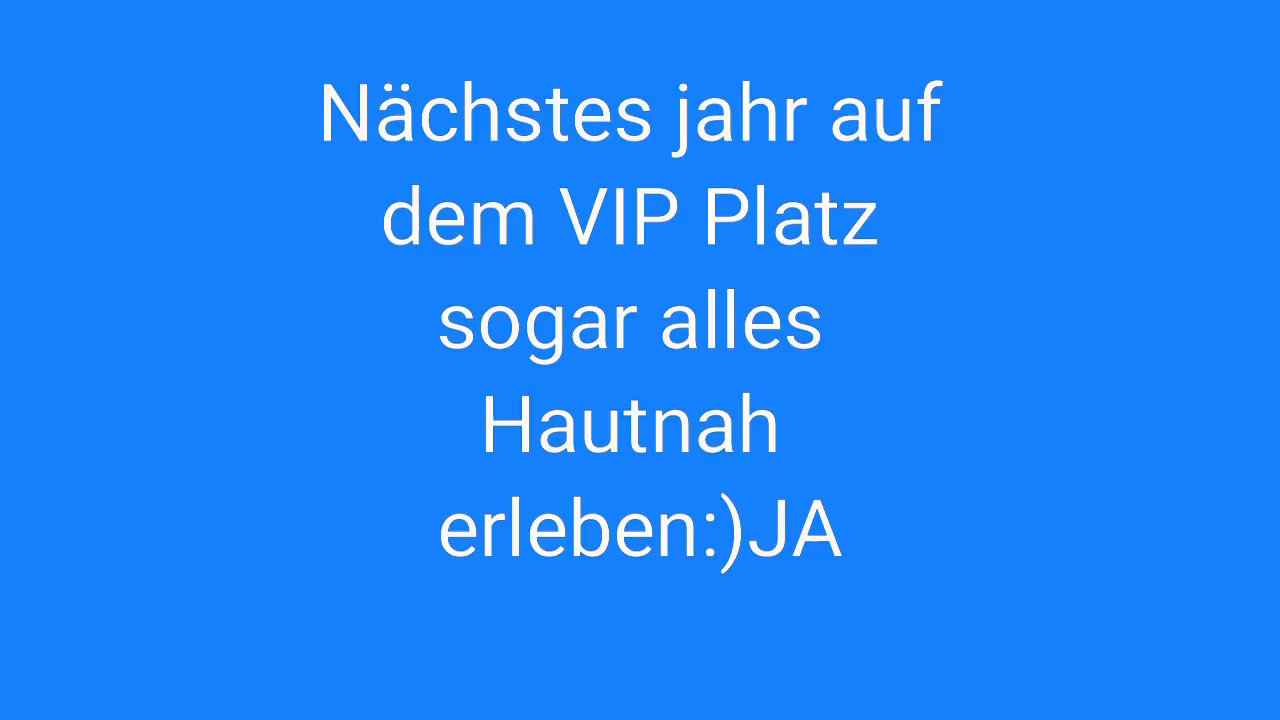 Nächstes jahr auf
dem VIP Platz
sogar alles
Hautnah
erleben:)JA